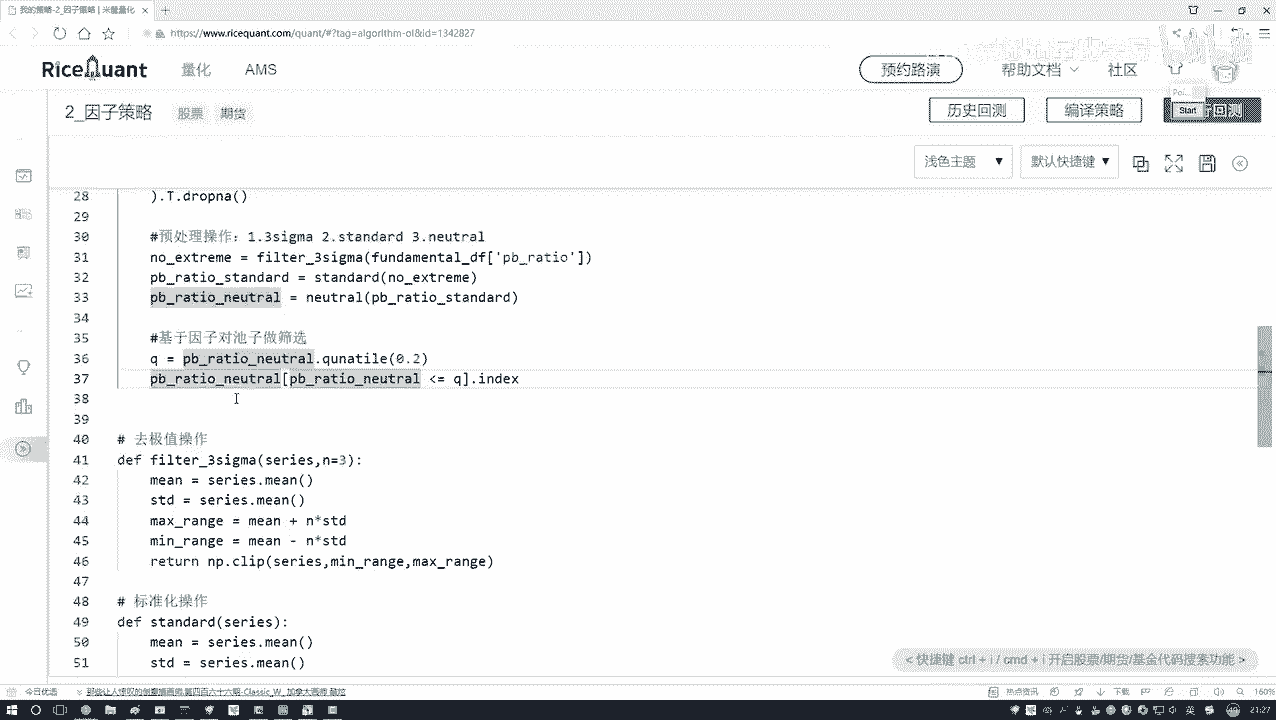 我的策略-2_因子策略 | 米筐量化
https://www.ricequant.com/quant/#?tag=algorithm-ol&id=1342827
RiceQuant 量化 AMS 预约路演 帮助文档 社区
2_因子策略 股票 期货 历史回测 编译策略 Start
浅色主题 默认快捷键
28 ).T.dropna()
29
30 #预处理操作：1.3sigma 2.standard 3.neutral
31 no_extreme = filter_3sigma(fundamental_df['pb_ratio'])
32 pb_ratio_standard = standard(no_extreme)
33 pb_ratio_neutral = neutral(pb_ratio_standard)
34
35 #基于因子对池子做筛选
36 q = pb_ratio_neutral.qunatile(0.2)
37 pb_ratio_neutral[pb_ratio_neutral <= q].index
38
39
40 # 去极值操作
41 def filter_3sigma(series,n=3):
42 mean = series.mean()
43 std = series.mean()
44 max_range = mean + n*std
45 min_range = mean - n*std
46 return np.clip(series,min_range,max_range)
47
48 # 标准化操作
49 def standard(series):
50 mean = series.mean()
51 std = series.mean()
< 快捷键 ctrl + i / cmd + i 开启股票/期货/基金代码搜索功能 >
今日优选 热点资讯 下载 160%
英 21:27